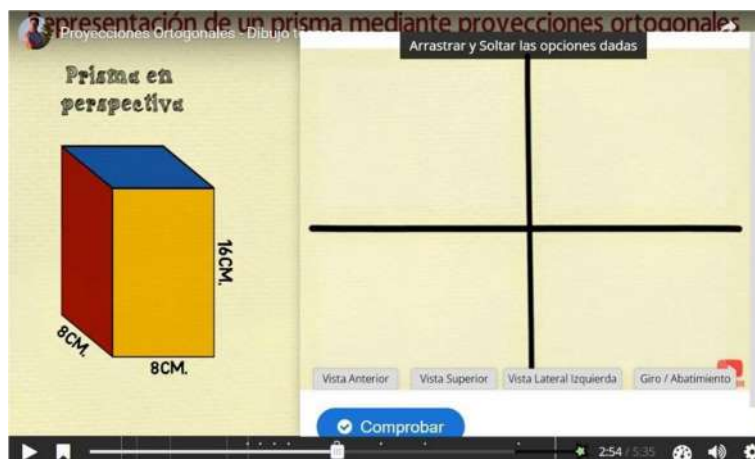 Representación de un prisma mediante proyecciones ortogonales
Proyecciones Ortogonales - Dibujo
Arrastrar y Soltar las opciones dadas
Prisma en
perspectiva
16CM.
8CM.
8CM.
Vista Anterior
Vista Superior
Vista Lateral Izquierda
Giro / Abatimiento
Comprobar
2:54 / 5:35